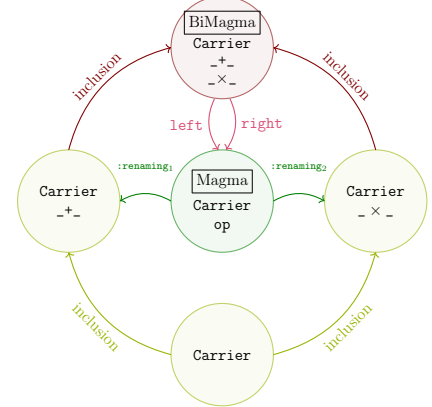 BiMagma
Carrier
_+_
_×_
inclusion
inclusion
left
right
:renaming₁
:renaming₂
Carrier
_+_
Magma
Carrier
op
Carrier
_ × _
inclusion
inclusion
Carrier